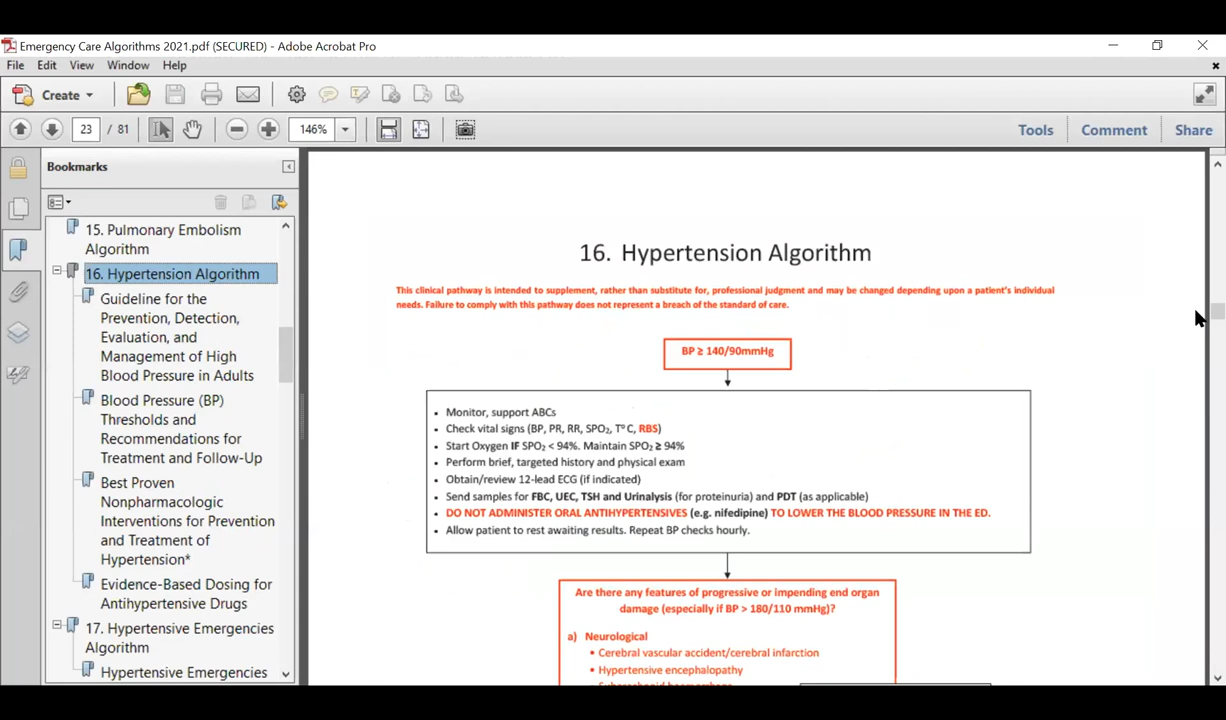 Emergency Care Algorithms 2021.pdf (SECURED) - Adobe Acrobat Pro
File Edit View Window Help
Create
23 / 81 146% Tools Comment Share
Bookmarks
15. Pulmonary Embolism
Algorithm
16. Hypertension Algorithm
Guideline for the
Prevention, Detection,
Evaluation, and
Management of High
Blood Pressure in Adults
Blood Pressure (BP)
Thresholds and
Recommendations for
Treatment and Follow-Up
Best Proven
Nonpharmacologic
Interventions for Prevention
and Treatment of
Hypertension*
Evidence-Based Dosing for
Antihypertensive Drugs
17. Hypertensive Emergencies
Algorithm
Hypertensive Emergencies
16. Hypertension Algorithm
This clinical pathway is intended to supplement, rather than substitute for, professional judgment and may be changed depending upon a patient's individual
needs. Failure to comply with this pathway does not represent a breach of the standard of care.
BP ≥ 140/90mmHg
• Monitor, support ABCs
• Check vital signs (BP, PR, RR, SPO₂, T° C, RBS)
• Start Oxygen IF SPO₂ < 94%. Maintain SPO₂ ≥ 94%
• Perform brief, targeted history and physical exam
• Obtain/review 12-lead ECG (if indicated)
• Send samples for FBC, UEC, TSH and Urinalysis (for proteinuria) and PDT (as applicable)
• DO NOT ADMINISTER ORAL ANTIHYPERTENSIVES (e.g. nifedipine) TO LOWER THE BLOOD PRESSURE IN THE ED.
• Allow patient to rest awaiting results. Repeat BP checks hourly.
Are there any features of progressive or impending end organ
damage (especially if BP > 180/110 mmHg)?
a) Neurological
• Cerebral vascular accident/cerebral infarction
• Hypertensive encephalopathy